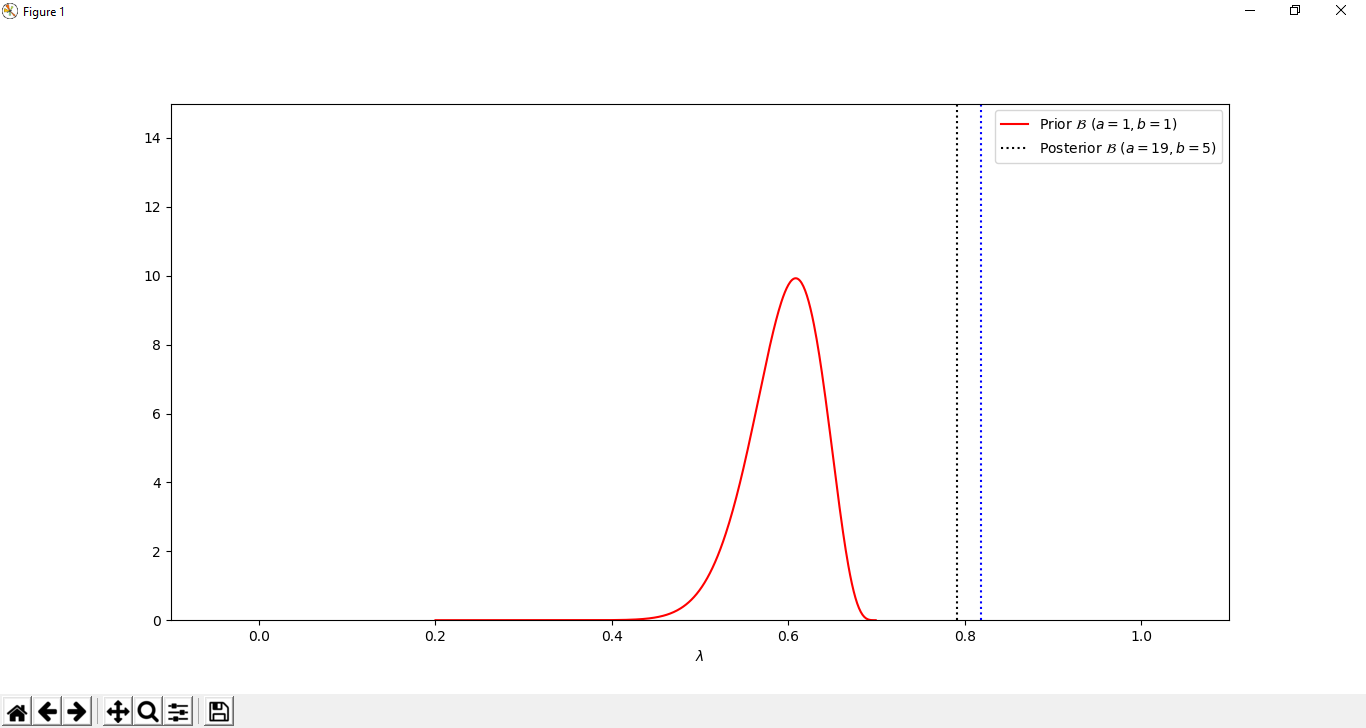 Figure 1
Prior ℬ (a = 1, b = 1)
Posterior ℬ (a = 19, b = 5)
14
12
10
8
6
4
2
0
0.0 0.2 0.4 0.6 0.8 1.0
λ